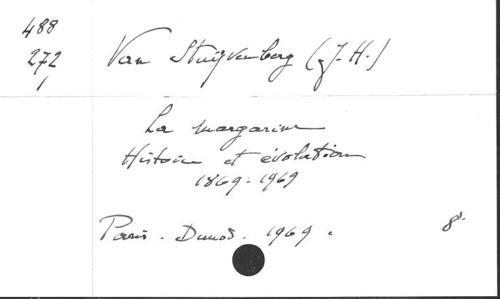 488
272
1
Van Stuijvenberg (J.H.)
La margarine
Histoire et évolution
1869-1969
Paris. Dunod. 1969. 8°